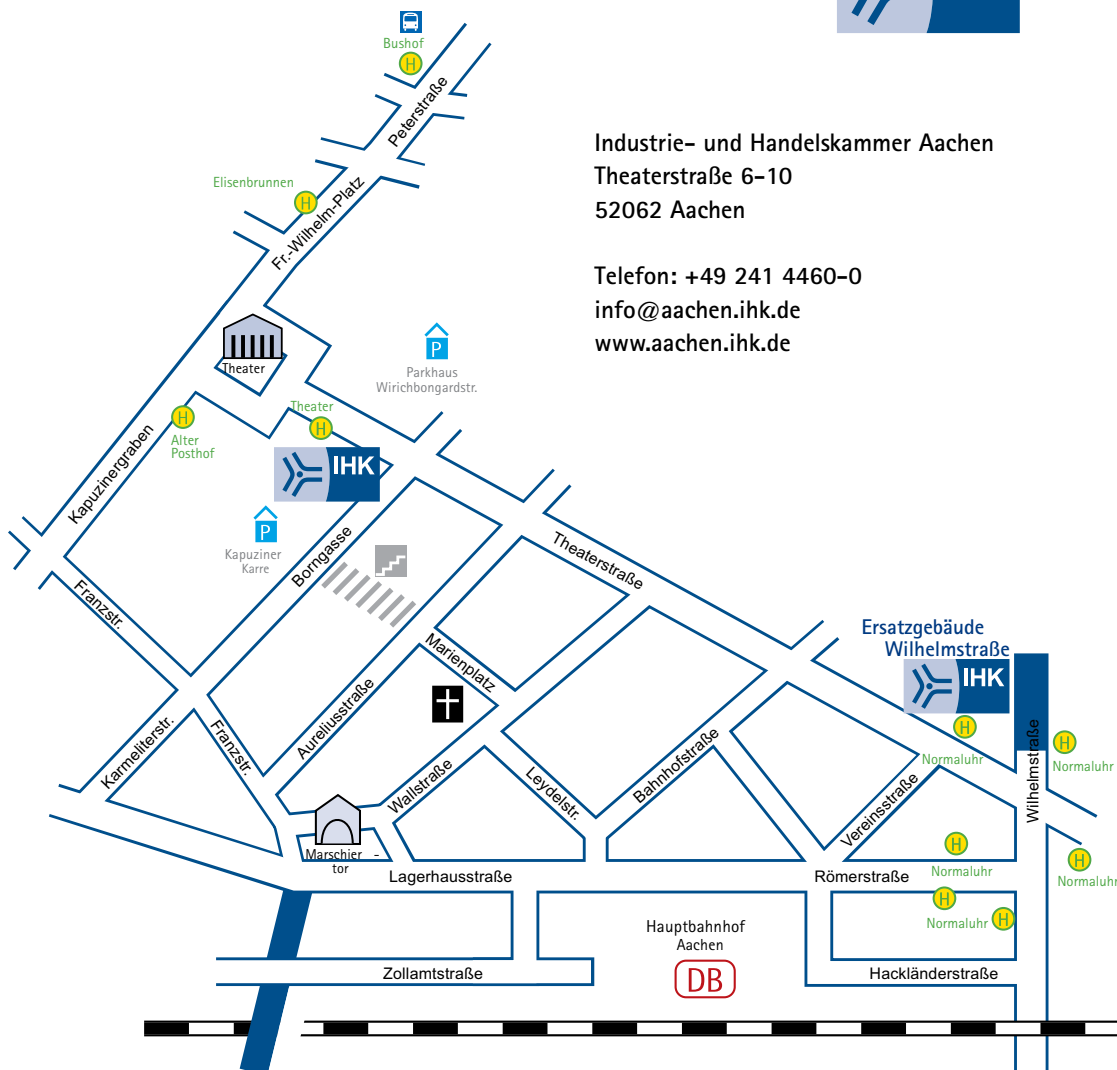 Bushof
H
Peterstraße
Industrie- und Handelskammer Aachen
Theaterstraße 6-10
52062 Aachen
Telefon: +49 241 4460-0
info@aachen.ihk.de
www.aachen.ihk.de
Elisenbrunnen
H
Fr.-Wilhelm-Platz
Theater
P
Parkhaus
Wirichbongardstr.
Theater
H
H
Alter
Posthof
Kapuzinergraben
IHK
P
Kapuziner
Karre
Borngasse
Theaterstraße
Franzstr.
Marienplatz
Ersatzgebäude
Wilhelmstraße
IHK
Karmeliterstr.
Franzstr.
Aureliusstraße
Wallstraße
Leydelstr.
Bahnhofstraße
Vereinsstraße
H
Normaluhr
Wilhelmstraße
H
Normaluhr
Marschier -
tor
Lagerhausstraße
Römerstraße
H
Normaluhr
H
Normaluhr
H
Normaluhr
H
Hauptbahnhof
Aachen
DB
Zollamtstraße
Hackländerstraße